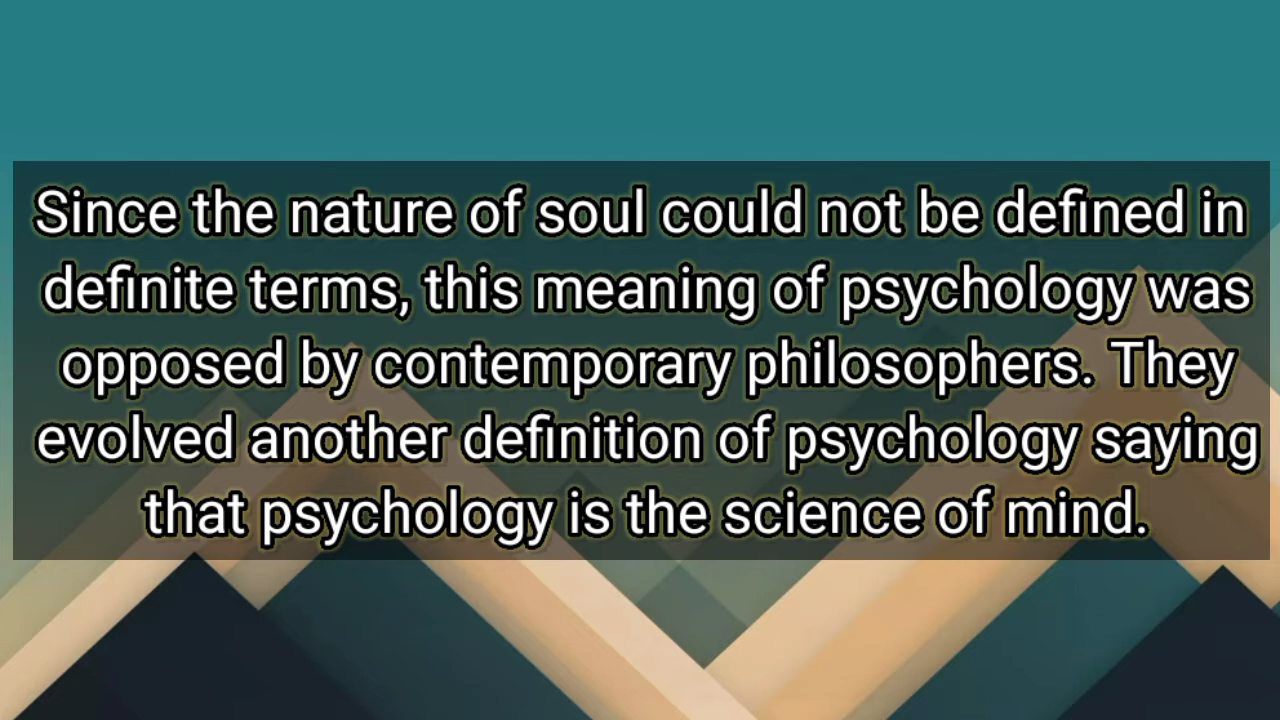 Since the nature of soul could not be defined in
definite terms, this meaning of psychology was
opposed by contemporary philosophers. They
evolved another definition of psychology saying
that psychology is the science of mind.